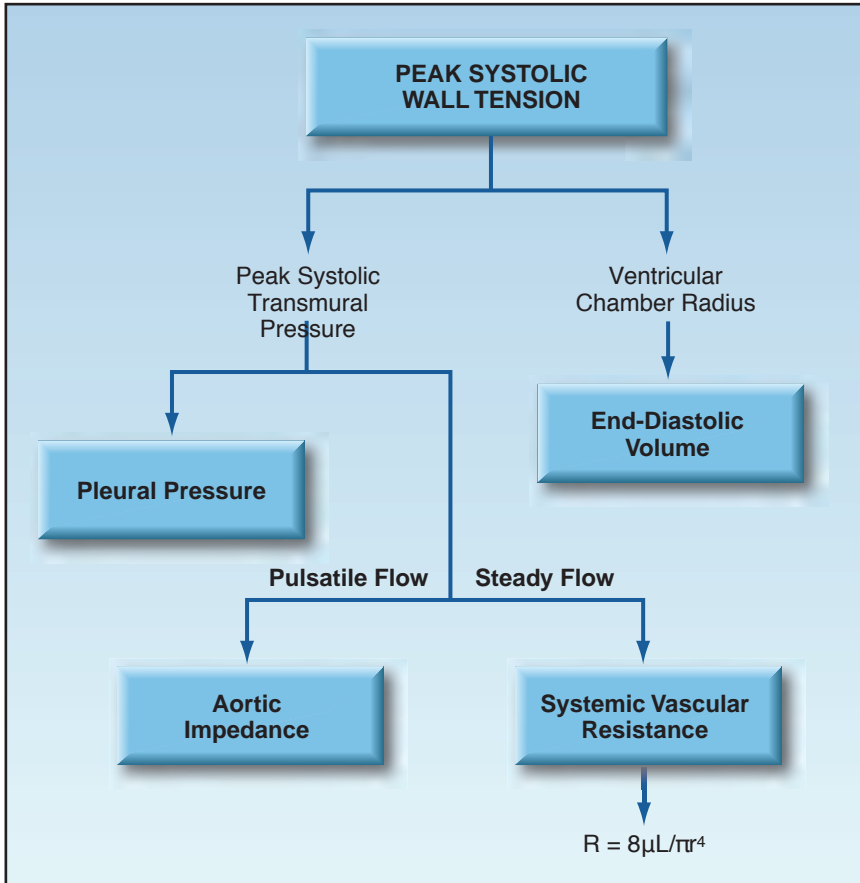 PEAK SYSTOLIC
WALL TENSION
Peak Systolic
Transmural
Pressure
Ventricular
Chamber Radius
End-Diastolic
Volume
Pleural Pressure
Pulsatile Flow
Steady Flow
Aortic
Impedance
Systemic Vascular
Resistance
R = 8µL/πr⁴